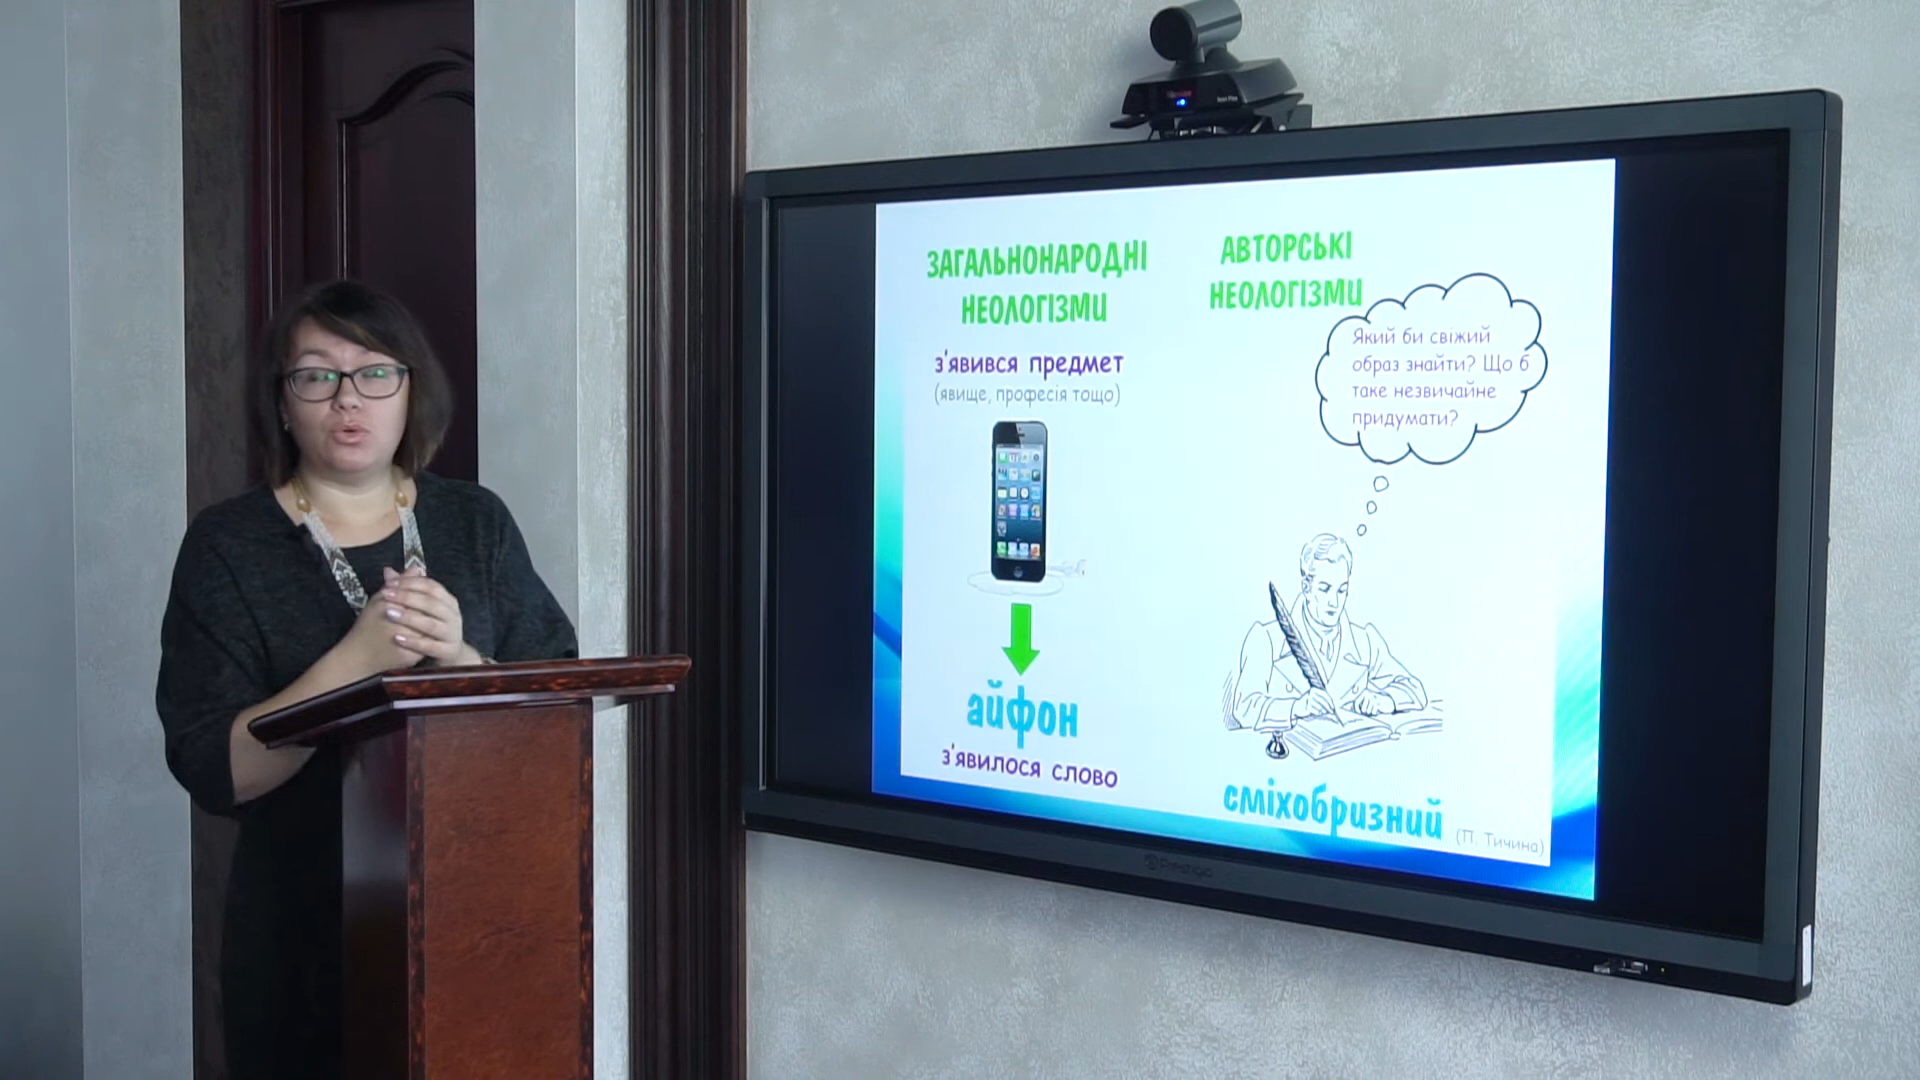 ЗАГАЛЬНОНАРОДНІ
НЕОЛОГІЗМИ
з'явився предмет
(явище, професія тощо)
айфон
з'явилося слово
АВТОРСЬКІ
НЕОЛОГІЗМИ
Який би свіжий
образ знайти? Що б
таке незвичайне
придумати?
сміхобризний
(П. Тичина)
Prestigio